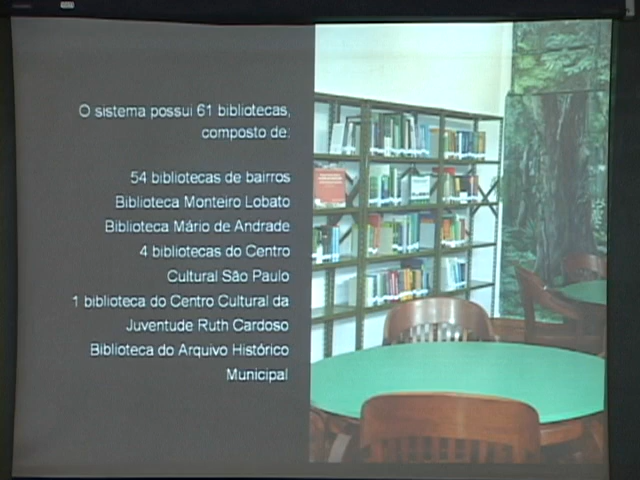 O sistema possui 61 bibliotecas,
composto de:
54 bibliotecas de bairros
Biblioteca Monteiro Lobato
Biblioteca Mário de Andrade
4 bibliotecas do Centro
Cultural São Paulo
1 biblioteca do Centro Cultural da
Juventude Ruth Cardoso
Biblioteca do Arquivo Histórico
Municipal